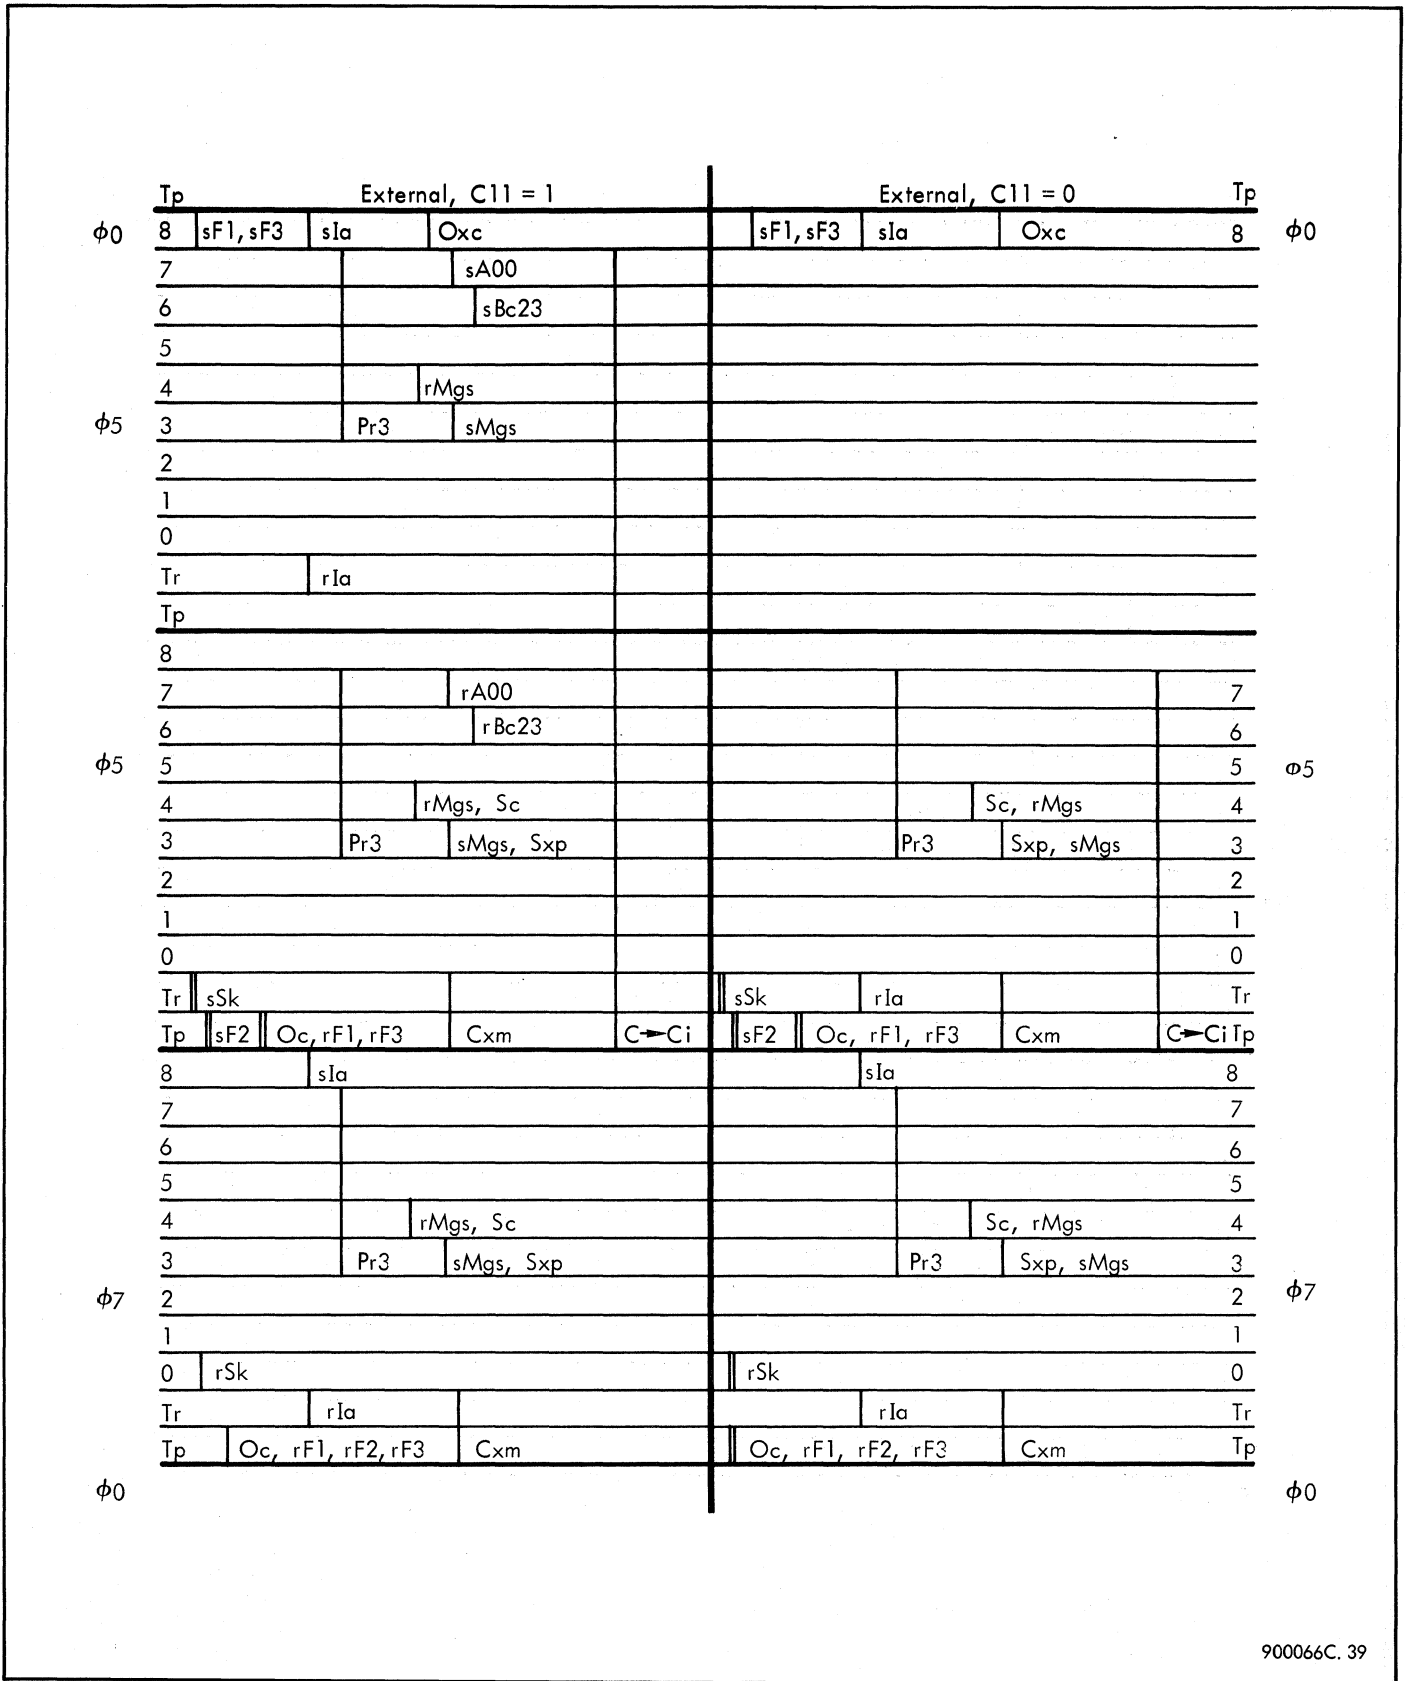 Tp External, C11 = 1 External, C11 = 0 Tp
ϕ0 8 sF1, sF3 sIa Oxc sF1, sF3 sIa Oxc 8 ϕ0
7 sA00
6 sBc23
5
4 rMgs
ϕ5 3 Pr3 sMgs
2
1
0
Tr rIa
Tp
8
7 rA00 7
6 rBc23 6
ϕ5 5 5 ϕ5
4 rMgs, Sc Sc, rMgs 4
3 Pr3 sMgs, Sxp Pr3 Sxp, sMgs 3
2 2
1 1
0 0
Tr sSk sSk rIa Tr
Tp sF2 Oc, rF1, rF3 Cxm C→Ci sF2 Oc, rF1, rF3 Cxm C→Ci Tp
8 sIa sIa 8
7 7
6 6
5 5
4 rMgs, Sc Sc, rMgs 4
3 Pr3 sMgs, Sxp Pr3 Sxp, sMgs 3
ϕ7 2 2 ϕ7
1 1
0 rSk rSk 0
Tr rIa rIa Tr
Tp Oc, rF1, rF2, rF3 Cxm Oc, rF1, rF2, rF3 Cxm Tp
ϕ0 ϕ0
900066C. 39